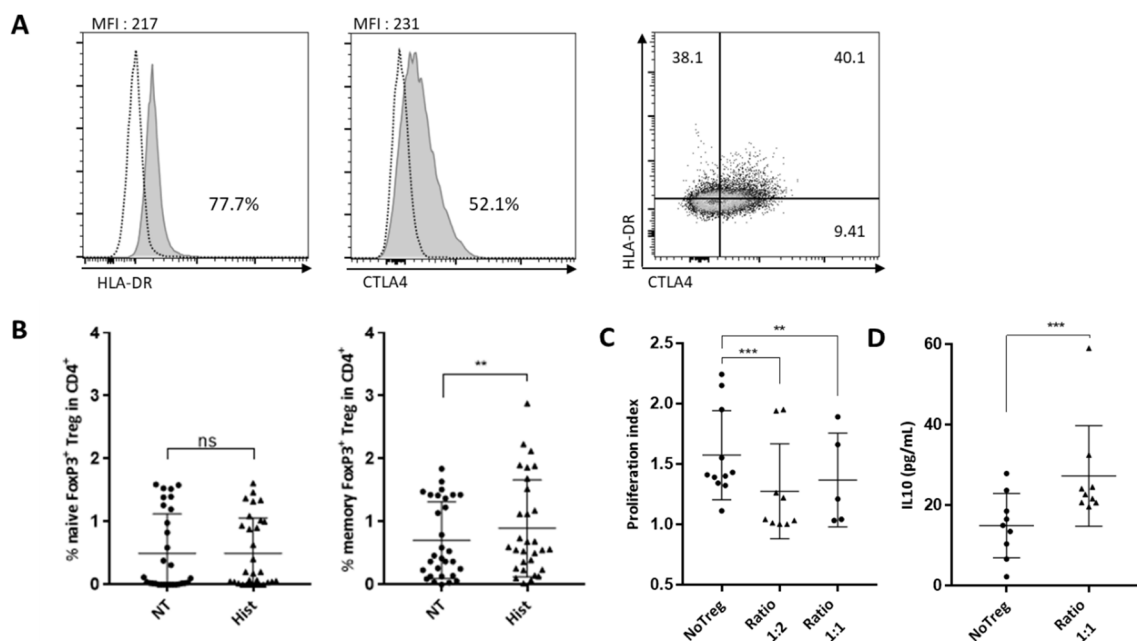 A
MFI : 217
77.7%
HLA-DR
MFI : 231
52.1%
CTLA4
38.1
40.1
9.41
HLA-DR
CTLA4
B
% naive FoxP3⁺ Treg in CD4⁺
4
3
2
1
0
ns
NT
Hist
% memory FoxP3⁺ Treg in CD4⁺
4
3
2
1
0
**
NT
Hist
C
Proliferation index
2.5
2.0
1.5
1.0
0.5
**
***
NoTreg
Ratio
1:2
Ratio
1:1
D
IL10 (pg/mL)
60
40
20
0
***
NoTreg
Ratio
1:1